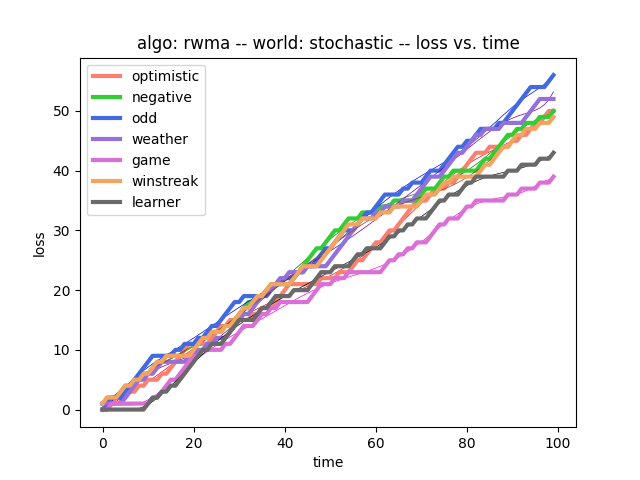 algo: rwma -- world: stochastic -- loss vs. time
optimistic
negative
odd
weather
game
winstreak
learner
loss
50
40
30
20
10
0
0 20 40 60 80 100
time